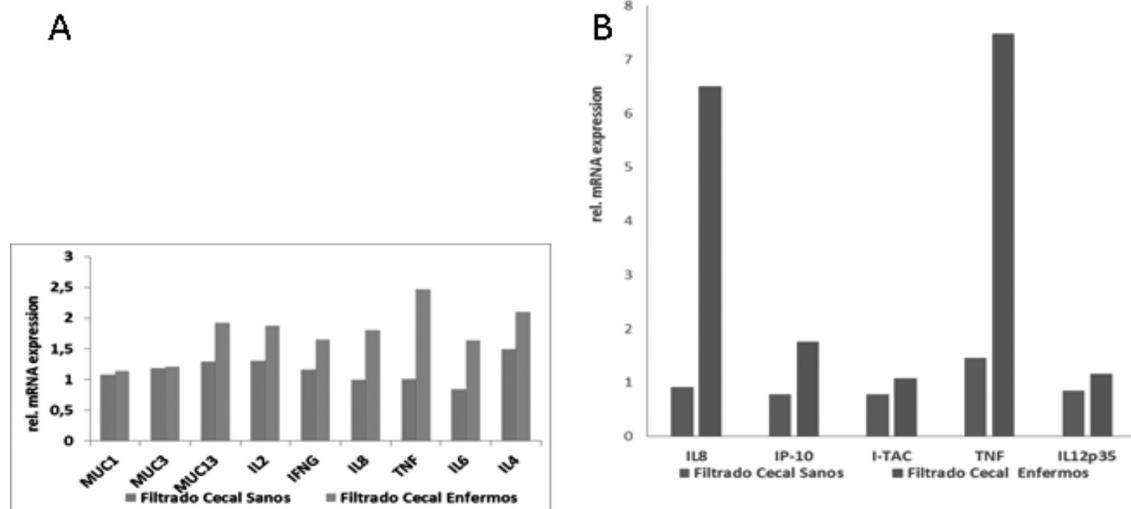 A
rel. mRNA expression
3
2,5
2
1,5
1
0,5
0
MUC1 MUC3 MUC13 IL2 IFNG IL8 TNF IL6 IL4
Filtrado Cecal Sanos Filtrado Cecal Enfermos
B
rel. mRNA expression
8
7
6
5
4
3
2
1
0
IL8 IP-10 I-TAC TNF IL12p35
Filtrado Cecal Sanos Filtrado Cecal Enfermos